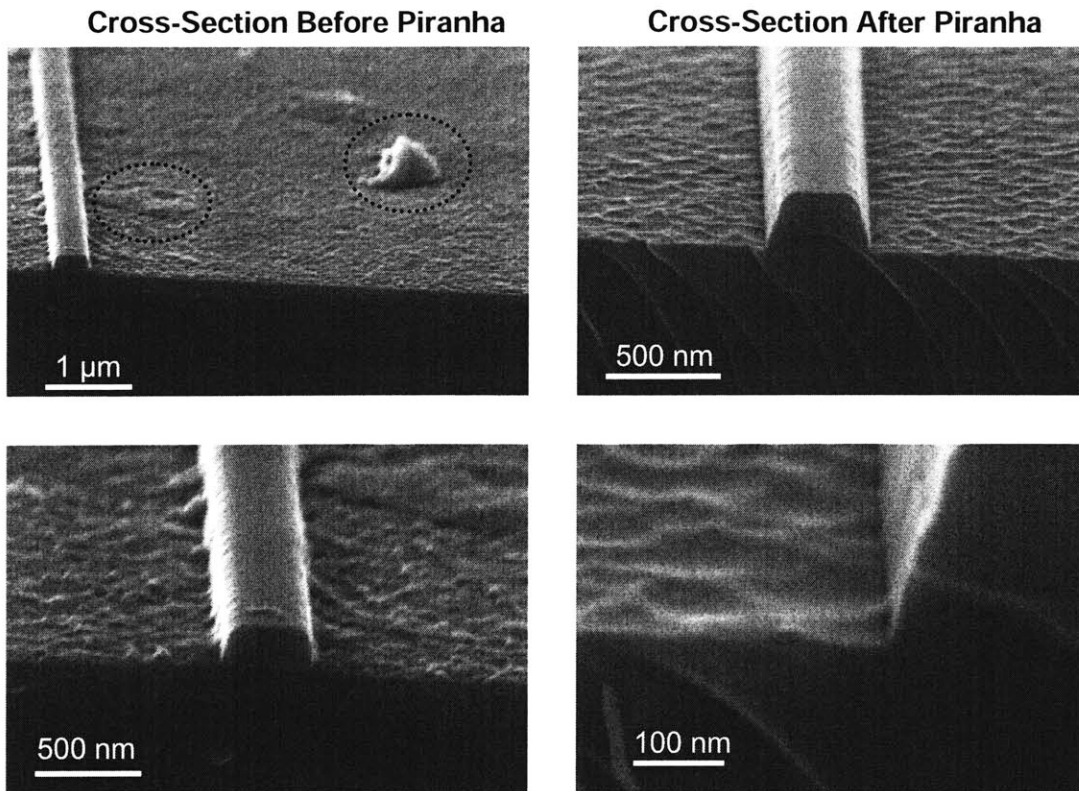 Cross-Section Before Piranha
Cross-Section After Piranha
1 µm
500 nm
500 nm
100 nm